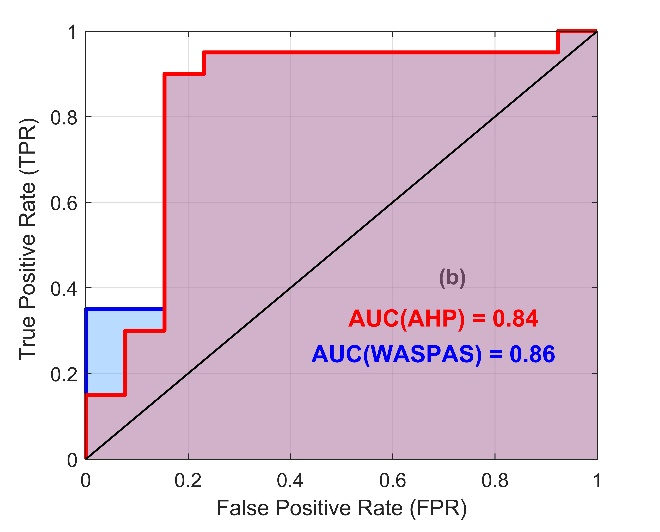 1
0.8
0.6
0.4
0.2
0
True Positive Rate (TPR)
(b)
AUC(AHP) = 0.84
AUC(WASPAS) = 0.86
0
0.2
0.4
0.6
0.8
1
False Positive Rate (FPR)